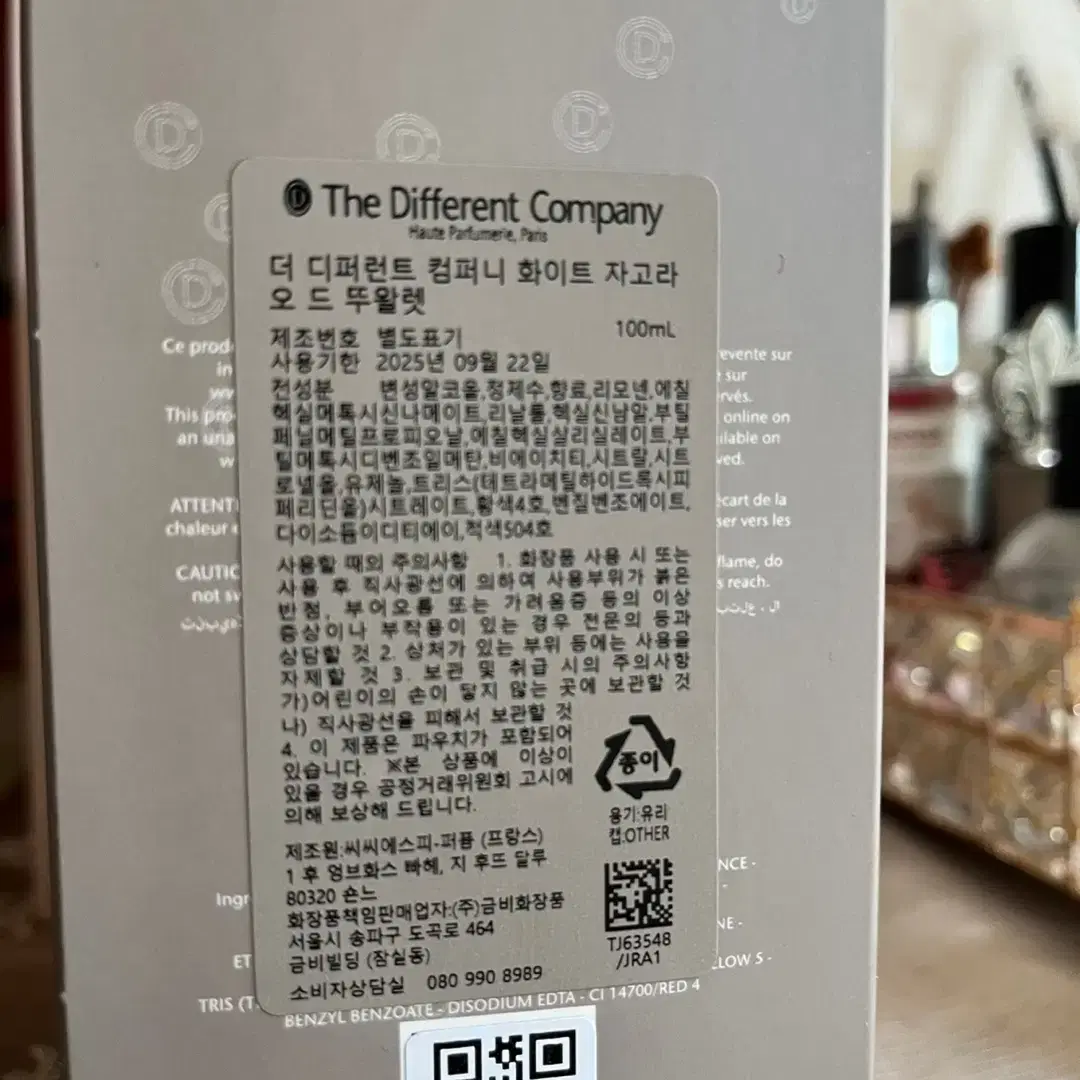 The Different Company
Haute Parfumerie, Paris
더 디퍼런트 컴퍼니 화이트 자고라
오 드 뚜왈렛
100mL
제조번호 별도표기
사용기한 2025년 09월 22일
전성분 변성알코올,정제수,향료,리모넨,에칠
헥실메톡시신나메이트,리날룰,헥실신남알,부틸
페닐메틸프로피오날,에칠헥실살리실레이트,부
틸메톡시디벤조일메탄,비에이치티,시트랄,시트
로넬올,유제놀,트리스(테트라메틸하이드록시피
페리딘올)시트레이트,황색4호,벤질벤조에이트,
다이소듐이디티에이,적색504호
사용할 때의 주의사항 1. 화장품 사용 시 또는
사용 후 직사광선에 의하여 사용부위가 붉은
반점, 부어오름 또는 가려움증 등의 이상
증상이나 부작용이 있는 경우 전문의 등과
상담할 것 2. 상처가 있는 부위 등에는 사용을
자제할 것 3. 보관 및 취급 시의 주의사항
가)어린이의 손이 닿지 않는 곳에 보관할 것
나) 직사광선을 피해서 보관할 것
4. 이 제품은 파우치가 포함되어
있습니다. ※본 상품에 이상이
있을 경우 공정거래위원회 고시에
의해 보상해 드립니다.
종이
용기:유리
캡:OTHER
제조원:씨씨에스피-퍼퓸 (프랑스)
1 후 엉브화스 빠헤, 지 후뜨 달루
80320 숀느
화장품책임판매업자:(주)금비화장품
서울시 송파구 도곡로 464
금비빌딩 (잠실동)
소비자상담실 080 990 8989
TJ63548
/JRA1
Ce prod
revente sur
in
sur
rvés.
This pro
online on
an una
ilable on
w
ved.
ATTENTI
écart de la
chaleur
ser vers les
CAUTIO
flame, do
not sv
s reach.
Ingr
NCE -
NE -
ET
LLOW 5 -
TRIS (T
BENZYL BENZOATE - DISODIUM EDTA - CI 14700/RED 4